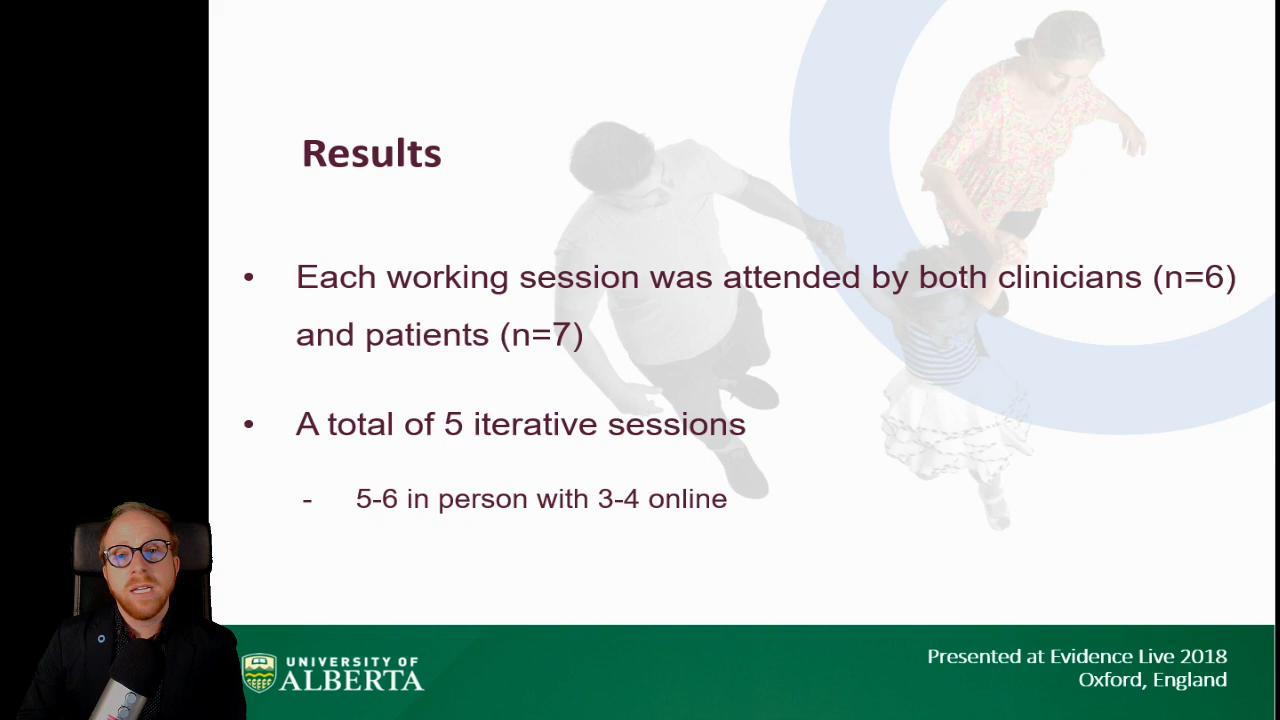 Results
• Each working session was attended by both clinicians (n=6)
and patients (n=7)
• A total of 5 iterative sessions
- 5-6 in person with 3-4 online
UNIVERSITY OF
ALBERTA
Presented at Evidence Live 2018
Oxford, England